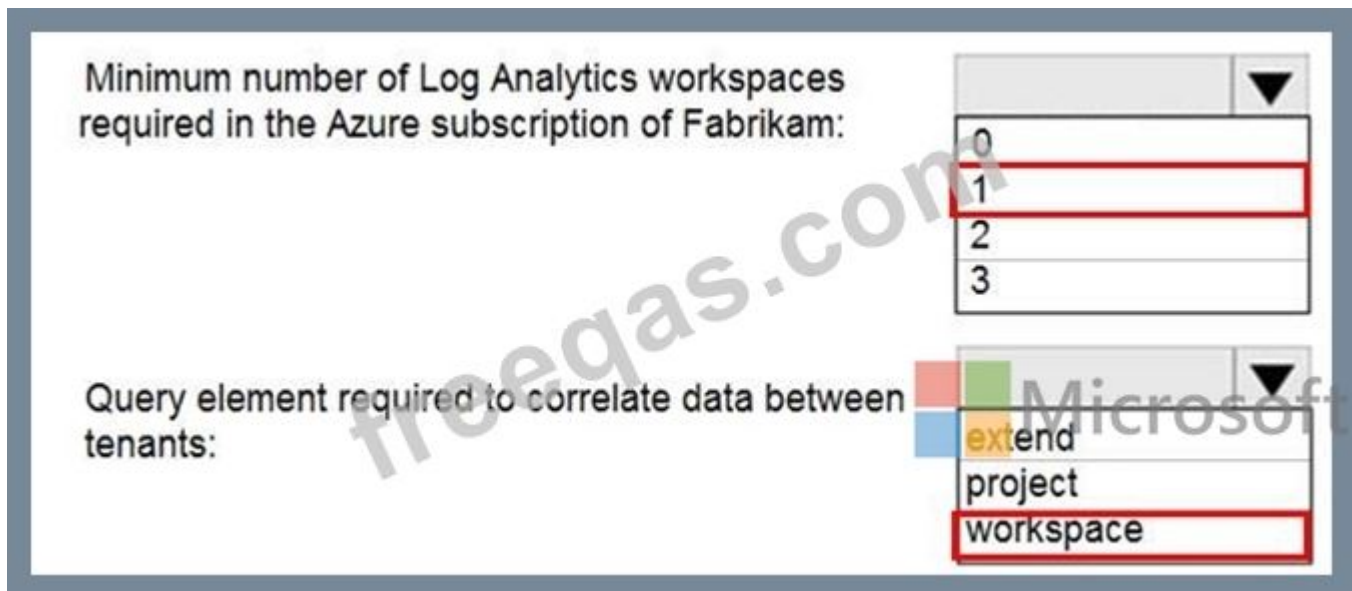 Minimum number of Log Analytics workspaces
required in the Azure subscription of Fabrikam:
0
1
2
3
Query element required to correlate data between
tenants:
extend
project
workspace
freeqas.com
Microsoft